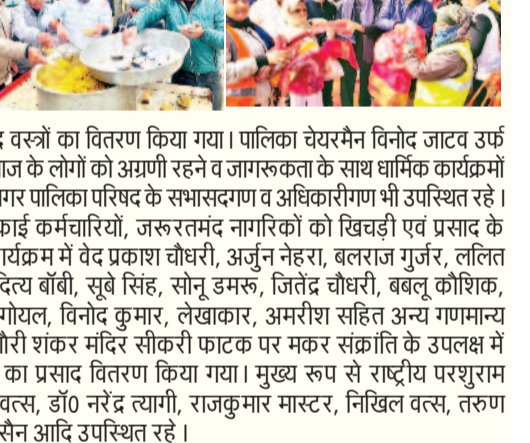 वस्त्रों का वितरण किया गया। पालिका चेयरमैन विनोद जाटव उर्फ
के लोगों को अग्रणी रहने व जागरूकता के साथ धार्मिक कार्यक्रमों
पालिका परिषद के सभासदगण व अधिकारीगण भी उपस्थित रहे।
कर्मचारियों, जरूरतमंद नागरिकों को खिचड़ी एवं प्रसाद के
में वेद प्रकाश चौधरी, अर्जुन नेहरा, बलराज गुर्जर, ललित
बॉबी, सूबे सिंह, सोनू डमरू, जितेंद्र चौधरी, बबलू कौशिक,
गोयल, विनोद कुमार, लेखाकार, अमरीश सहित अन्य गणमान्य
शंकर मंदिर सीकरी फाटक पर मकर संक्रांति के उपलक्ष में
का प्रसाद वितरण किया गया। मुख्य रूप से राष्ट्रीय परशुराम
वत्स, डॉ0 नरेंद्र त्यागी, राजकुमार मास्टर, निखिल वत्स, तरुण
सैन आदि उपस्थित रहे।